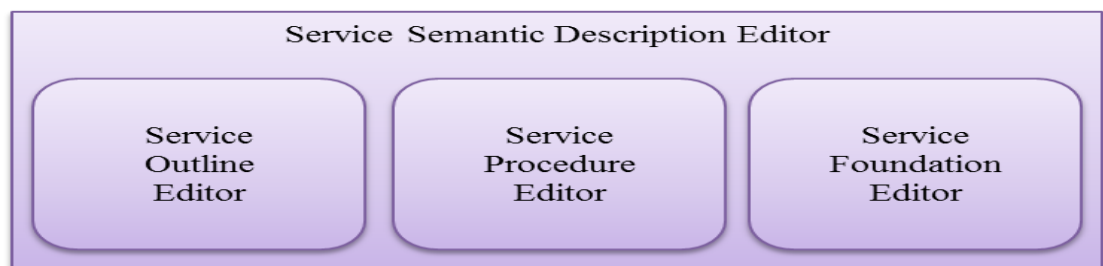 Service Semantic Description Editor
Service
Outline
Editor
Service
Procedure
Editor
Service
Foundation
Editor